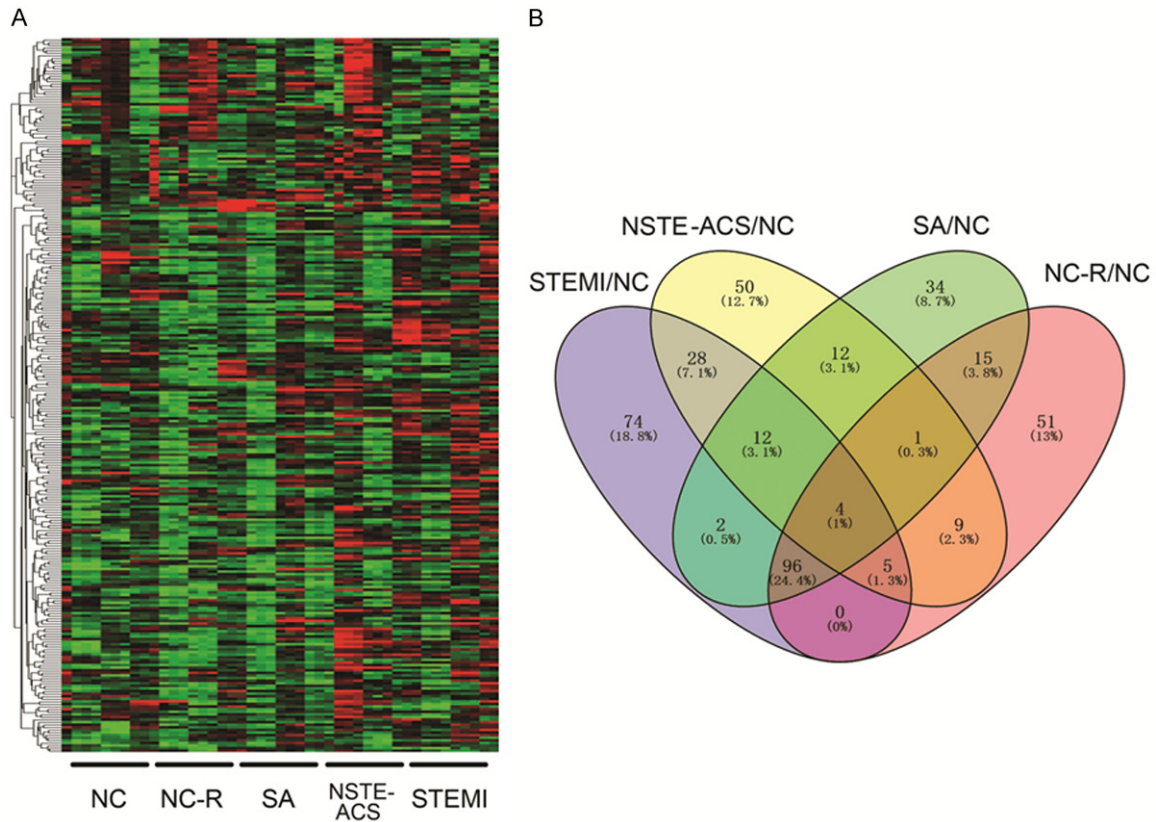 A
B
NC
NC-R
SA
NSTE-
ACS
STEMI
NSTE-ACS/NC
SA/NC
STEMI/NC
NC-R/NC
50
(12.7%)
34
(8.7%)
28
(7.1%)
12
(3.1%)
15
(3.8%)
74
(18.8%)
12
(3.1%)
1
(0.3%)
51
(13%)
2
(0.5%)
4
(1%)
9
(2.3%)
96
(24.4%)
5
(1.3%)
0
(0%)